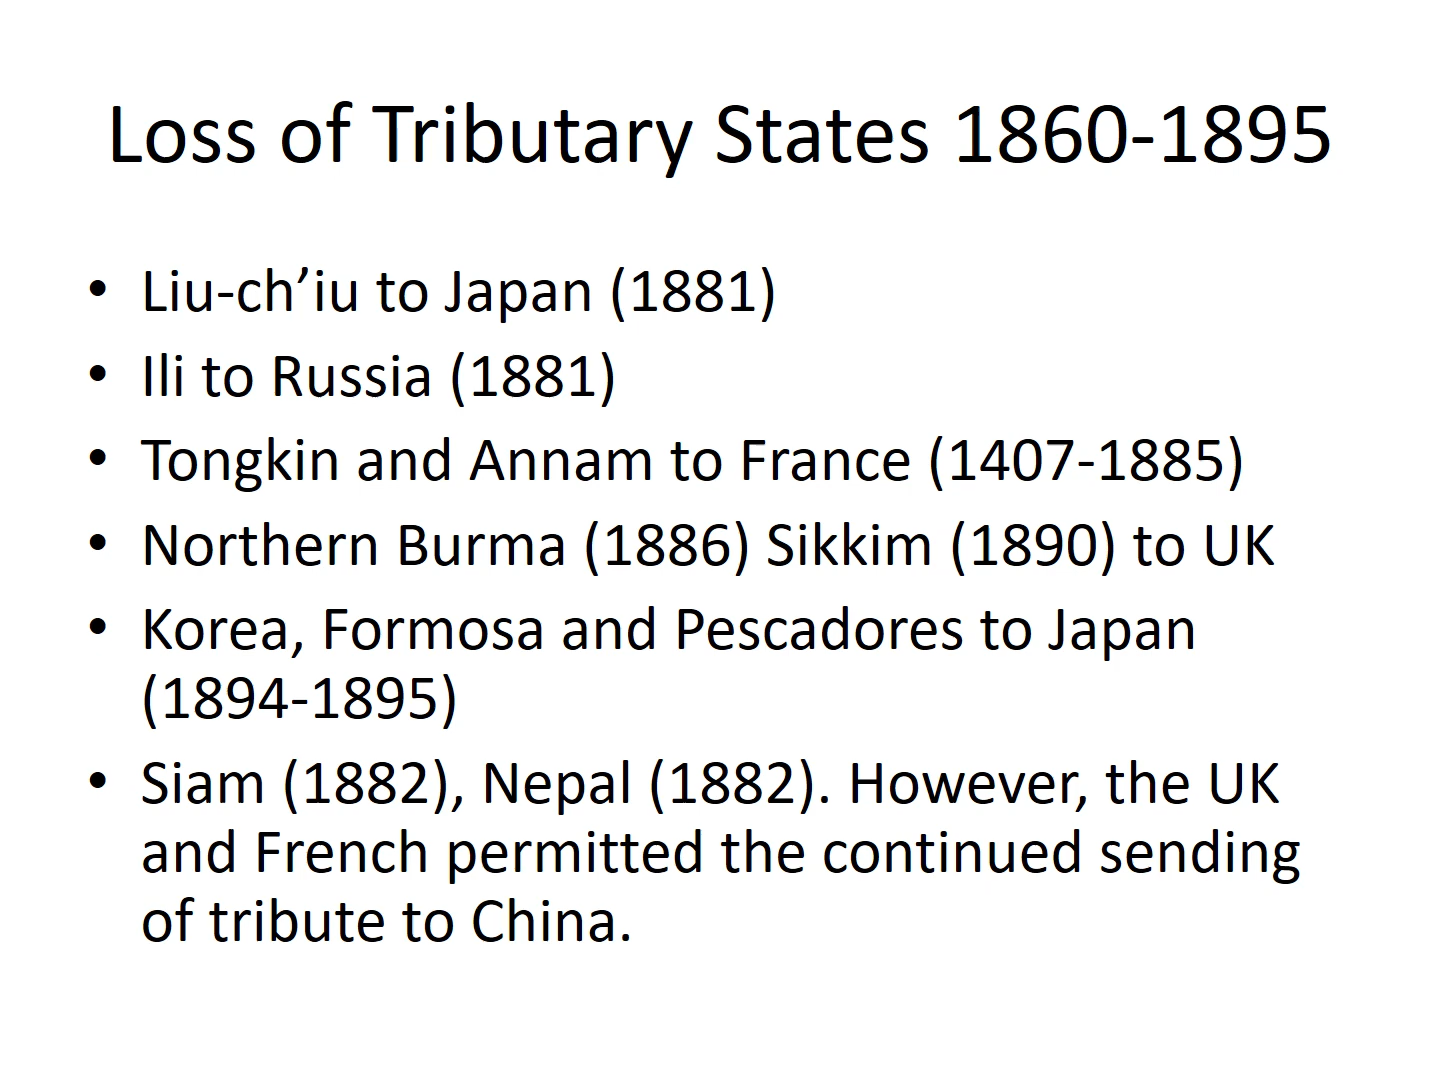 Loss of Tributary States 1860-1895
• Liu-ch’iu to Japan (1881)
• Ili to Russia (1881)
• Tongkin and Annam to France (1407-1885)
• Northern Burma (1886) Sikkim (1890) to UK
• Korea, Formosa and Pescadores to Japan
(1894-1895)
• Siam (1882), Nepal (1882). However, the UK
and French permitted the continued sending
of tribute to China.